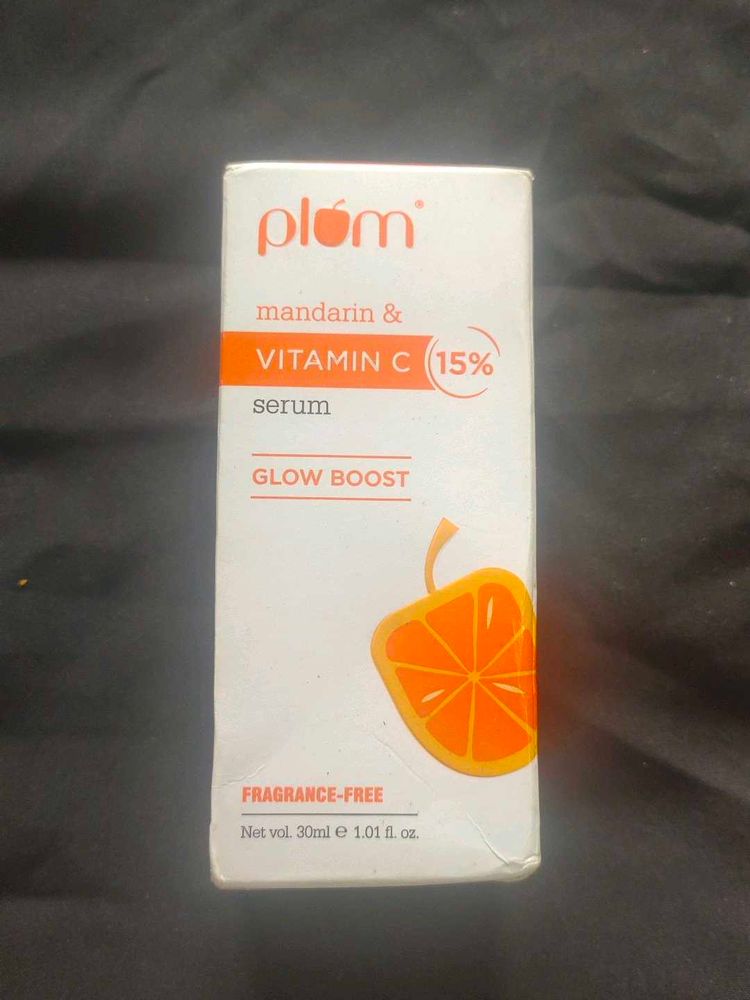 plum®
mandarin &
VITAMIN C 15%
serum
GLOW BOOST
FRAGRANCE-FREE
Net vol. 30ml ℮ 1.01 fl. oz.